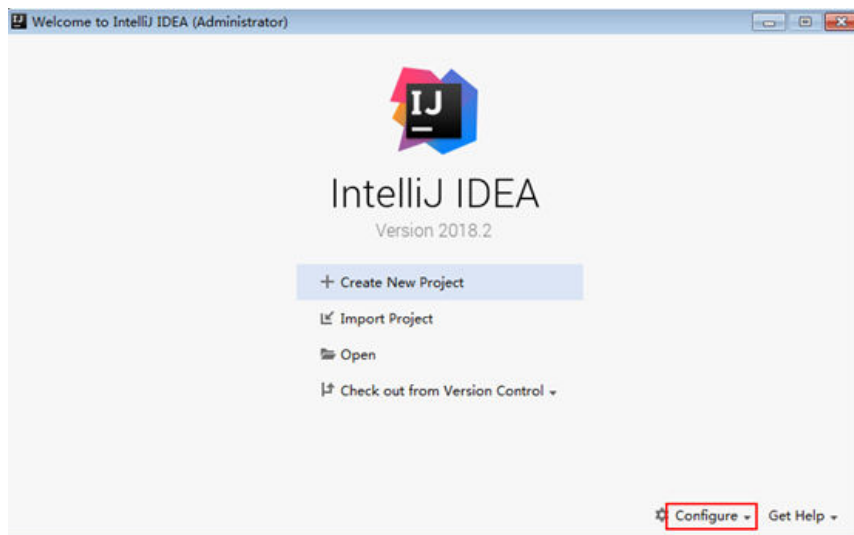 Welcome to IntelliJ IDEA (Administrator)
IJ
IntelliJ IDEA
Version 2018.2
Create New Project
Import Project
Open
Check out from Version Control
Configure Get Help